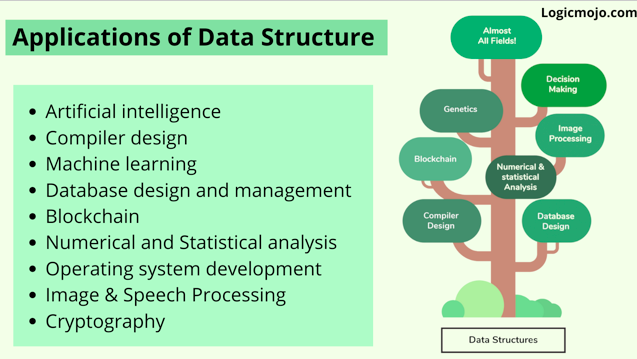 Logicmojo.com
Applications of Data Structure
• Artificial intelligence
• Compiler design
• Machine learning
• Database design and management
• Blockchain
• Numerical and Statistical analysis
• Operating system development
• Image & Speech Processing
• Cryptography
Almost
All Fields!
Decision
Making
Genetics
Image
Processing
Blockchain
Numerical &
statistical
Analysis
Compiler
Design
Database
Design
Data Structures